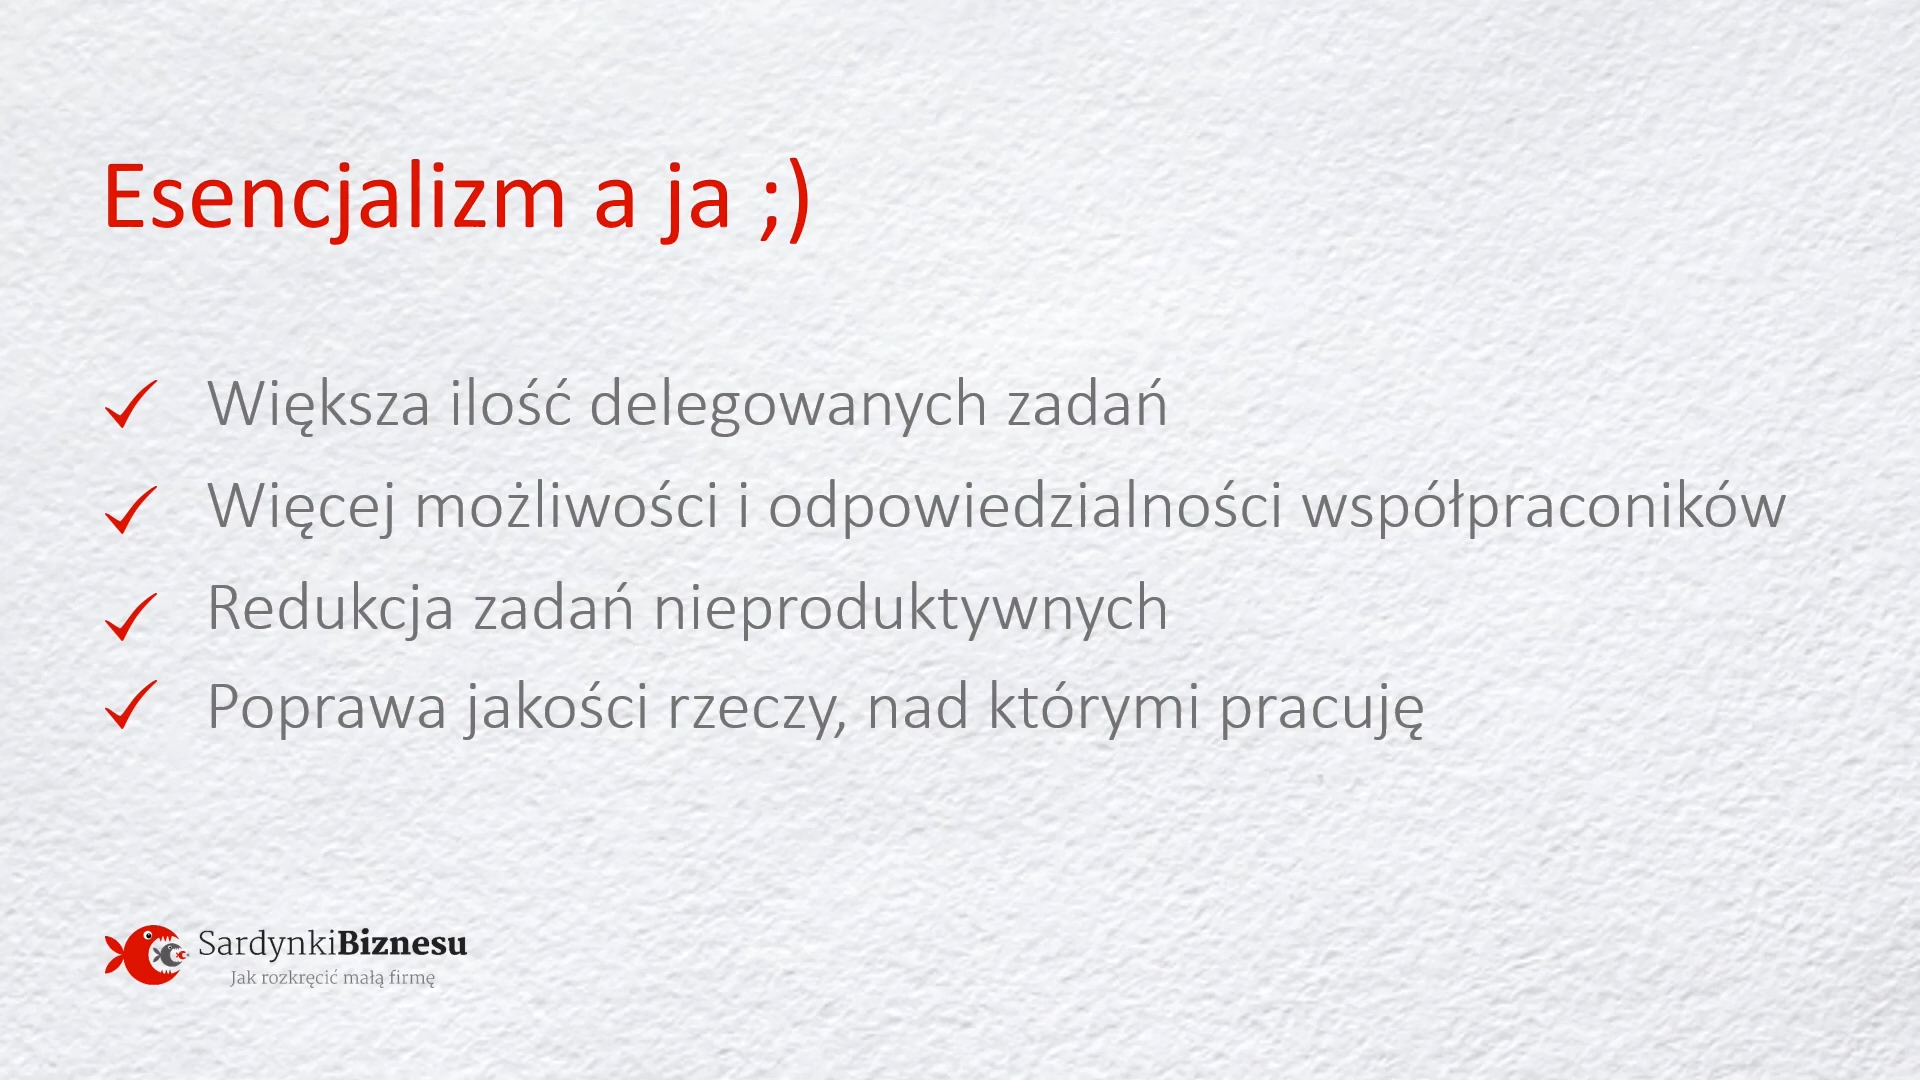 Esencjalizm a ja ;)
Większa ilość delegowanych zadań
Więcej możliwości i odpowiedzialności współpraconików
Redukcja zadań nieproduktywnych
Poprawa jakości rzeczy, nad którymi pracuję
SardynkiBiznesu
Jak rozkręcić małą firmę